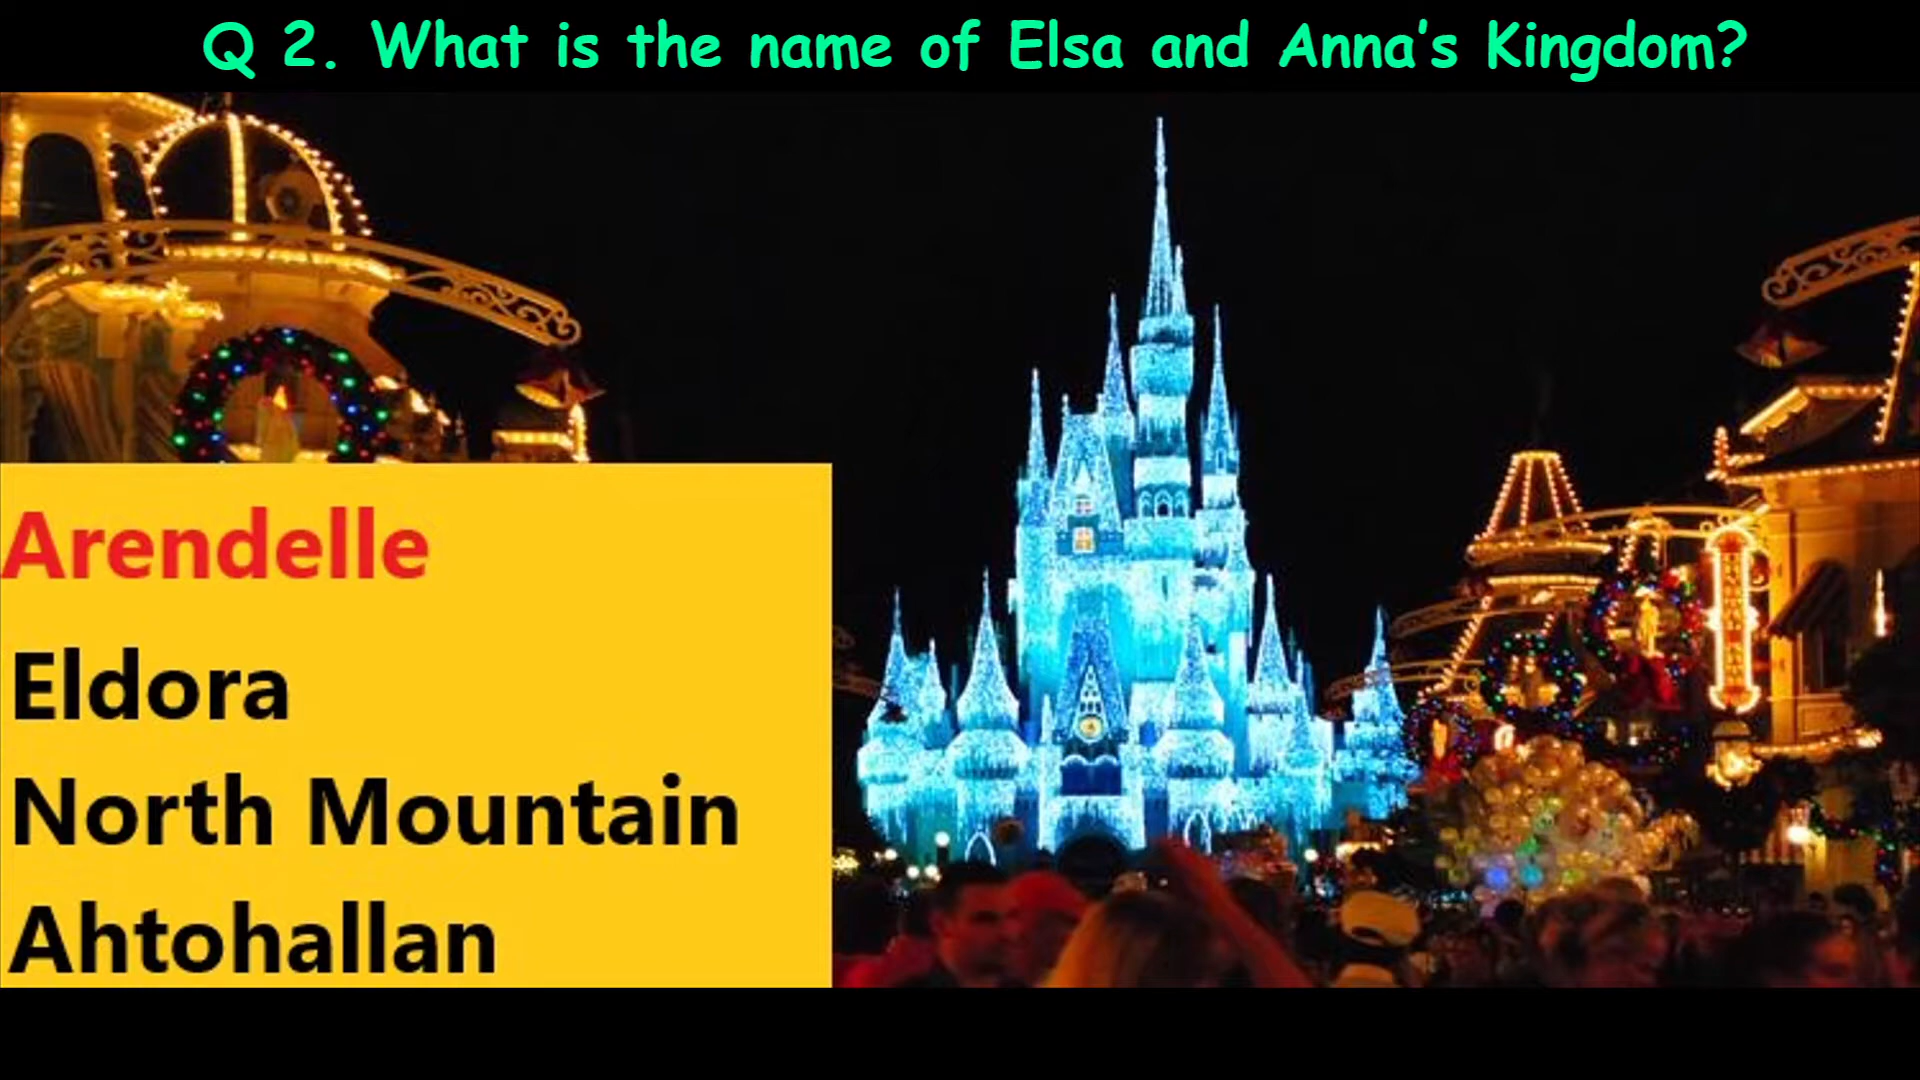 Q 2. What is the name of Elsa and Anna's Kingdom?
Arendelle
Eldora
North Mountain
Ahtohallan